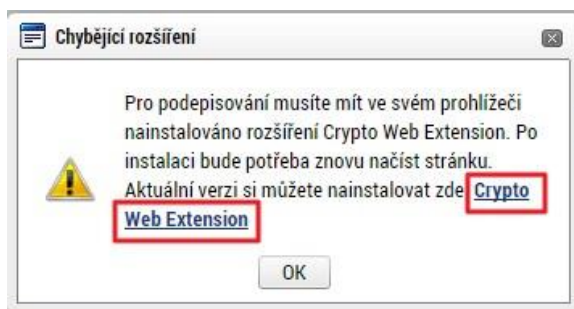 Chybějící rozšíření
Pro podepisování musíte mít ve svém prohlížeči
nainstalováno rozšíření Crypto Web Extension. Po
instalaci bude potřeba znovu načíst stránku.
Aktuální verzi si můžete nainstalovat zde Crypto
Web Extension
OK